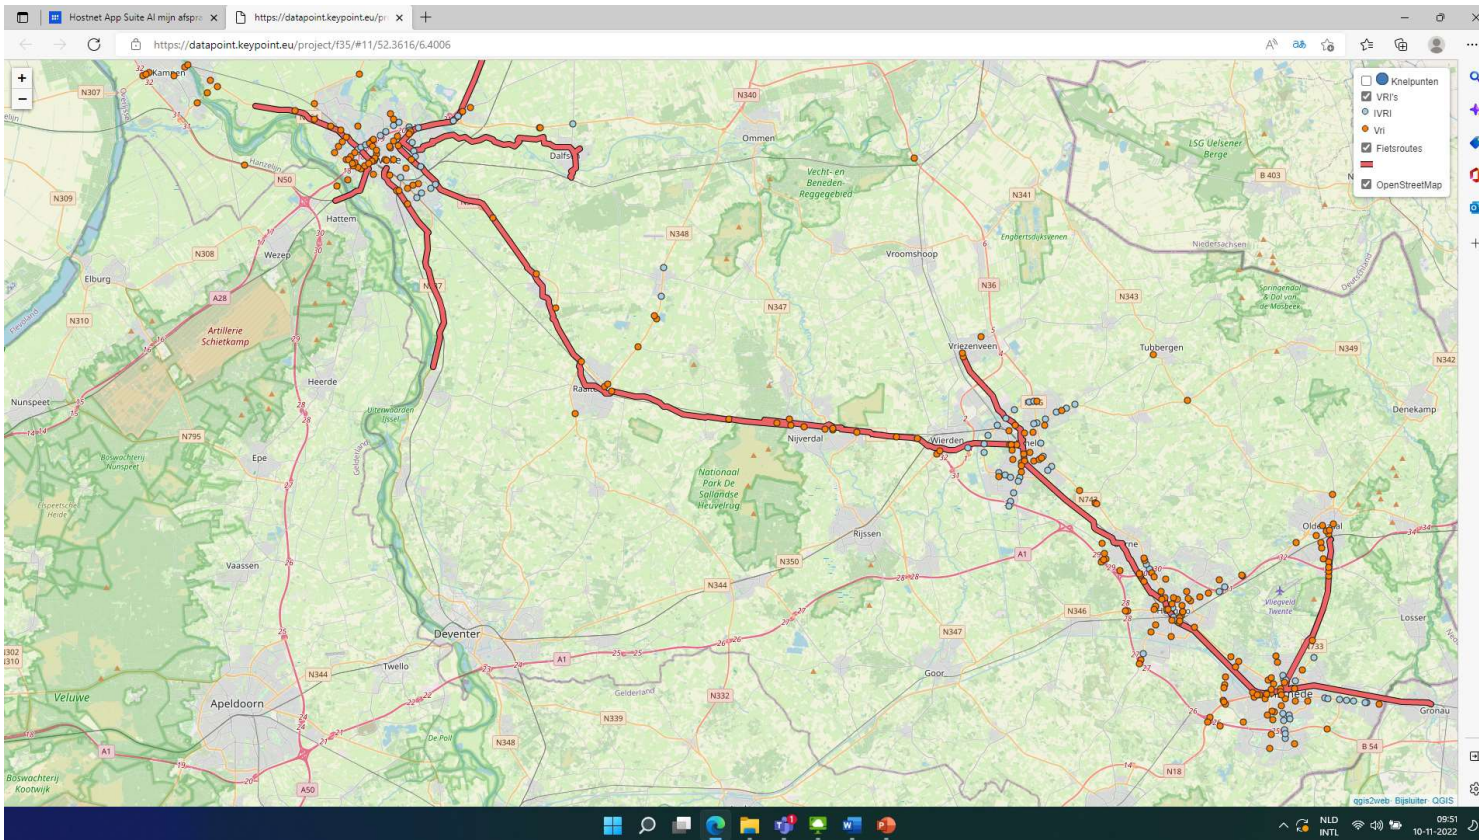 Hostnet App Suite Al mijn afspra
https://datapoint.keypoint.eu/pr
https://datapoint.keypoint.eu/project/f35/#11/52.3616/6.4006
+
−
Knelpunten
VRI's
IVRI
Vri
Fietsroutes
OpenStreetMap
Kampen
N307
N340
Ommen
LSG Uelsener
Berge
B 403
Dalfsen
Hanzelijn
N50
N309
Hattem
Vecht- en
Beneden-
Reggegebied
N341
Engbertsdijksvenen
Niedersachsen
N348
Wezep
N308
Vroomshoop
Elburg
A28
N36
N343
Springendal
& Dal van
de Mosbeek
N347
N310
Artillerie
Schietkamp
Vriezenveen
Tubbergen
N349
N342
Heerde
Nunspeet
Nijverdal
Wierden
Denekamp
N795
Boswachterij
Nunspeet
Epe
Uiterwaarden
IJssel
Gelderland
Nationaal
Park De
Sallandse
Heuvelrug
N743
Rijssen
Vaassen
A1
N350
N344
28
Vliegveld
Twente
Losser
N346
Deventer
N347
N733
Twello
A1
N344
Goor
Veluwe
Gelderland
N332
Apeldoorn
Gronau
N339
De Poll
N348
A1
B 54
Boswachterij
Kootwijk
A50
N18
qgis2web · Bijsluiter · QGIS
NLD
INTL
09:51
10-11-2022